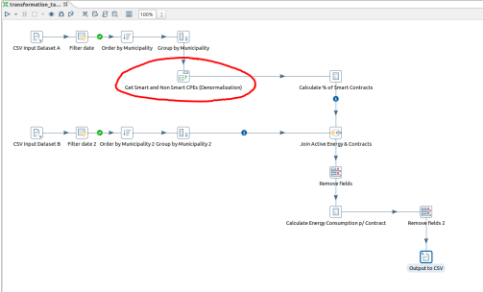 transformation_ta...
100%
CSV Input Dataset A
Filter date
Order by Municipality
Group by Municipality
Get Smart and Non Smart CPEs (Denormalization)
Calculate % of Smart Contracts
CSV Input Dataset B
Filter date 2
Order by Municipality 2
Group by Municipality 2
Join Active Energy & Contracts
Remove fields
Calculate Energy Consumption p/ Contract
Remove fields 2
Output to CSV